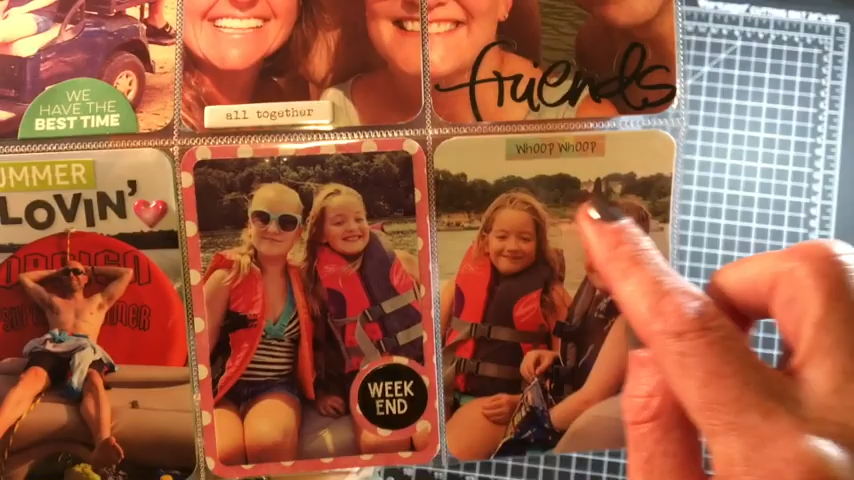 WE
HAVE THE
BEST TIME
all together
friends
WHOOP WHOOP
UMMER
LOVIN'
WEEK
END